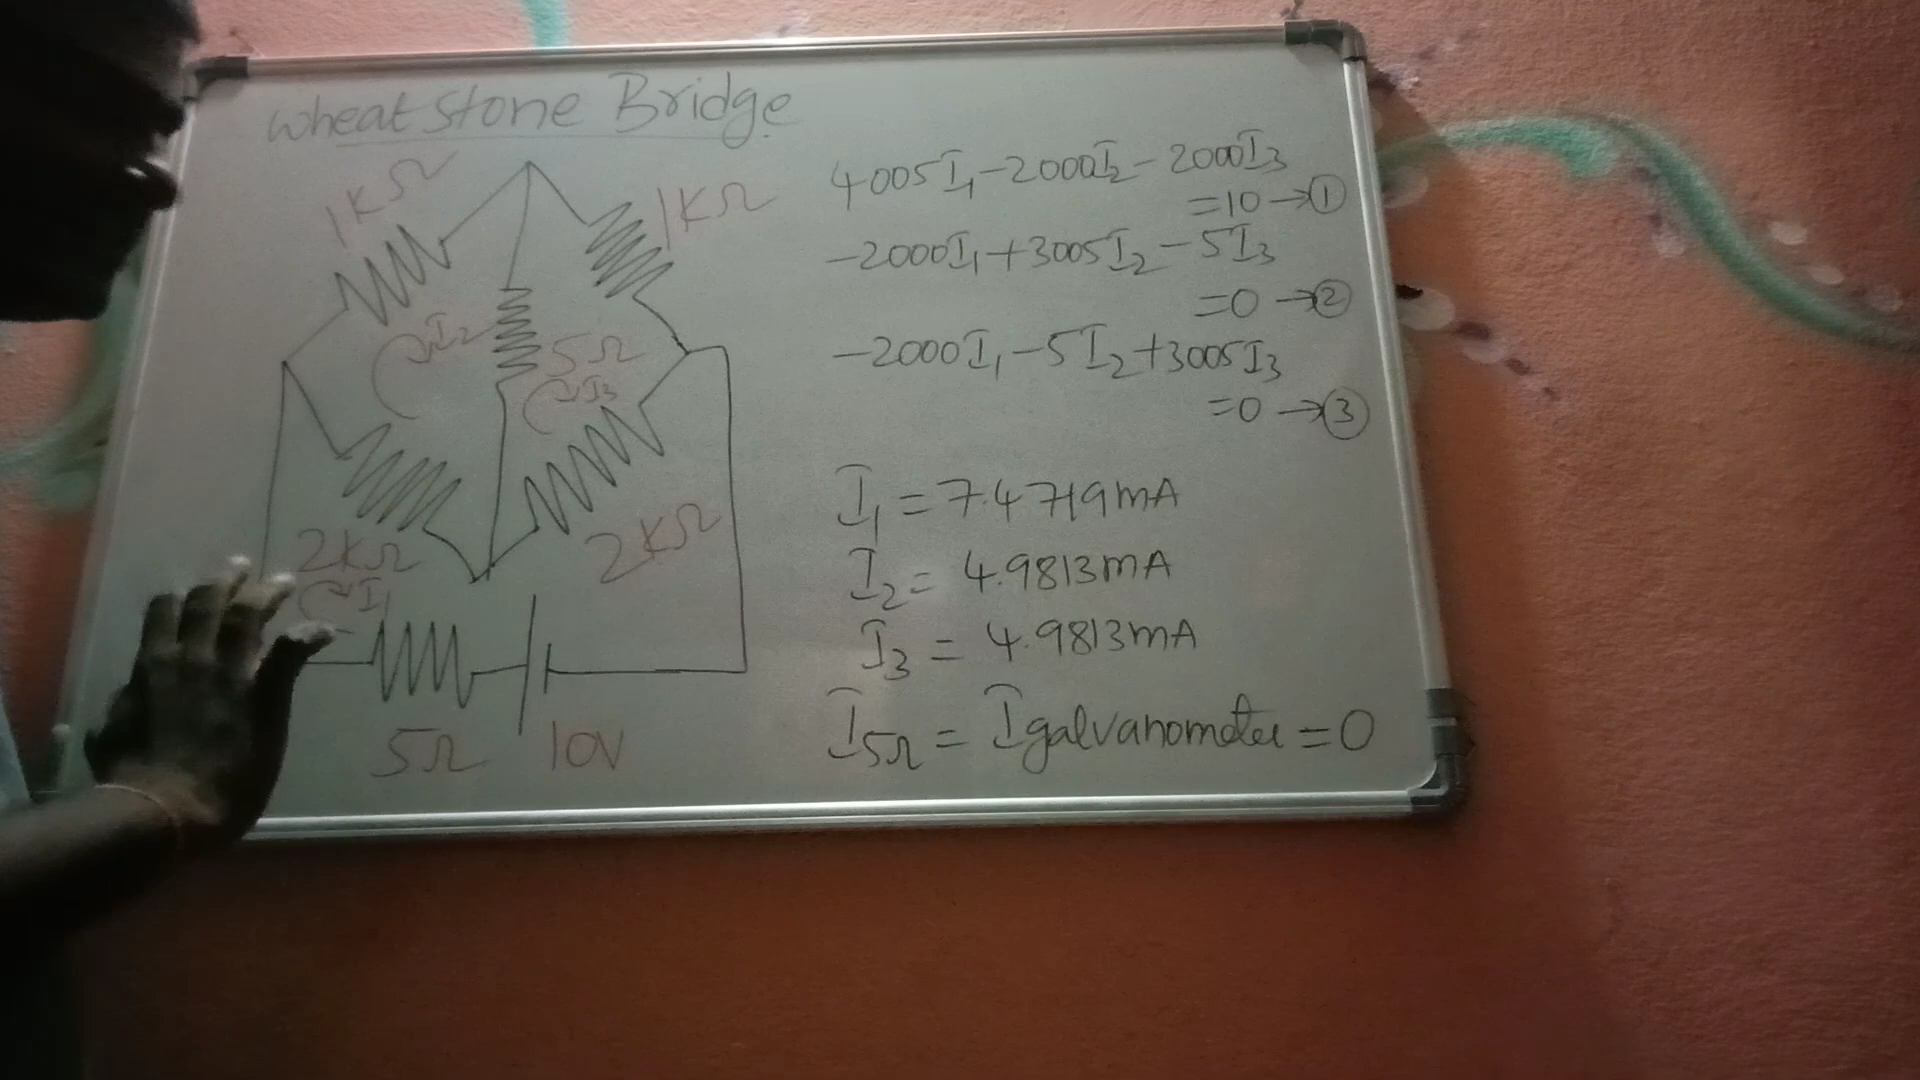 Wheatstone Bridge
1KΩ
1KΩ
I2
5Ω
I3
2KΩ
2KΩ
I1
5Ω
10V
4005I1-2000I2-2000I3
=10→①
-2000I1+3005I2-5I3
=0→②
-2000I1-5I2+3005I3
=0→③
I1=7.4719mA
I2=4.9813mA
I3=4.9813mA
I5Ω=Igalvanometer=0